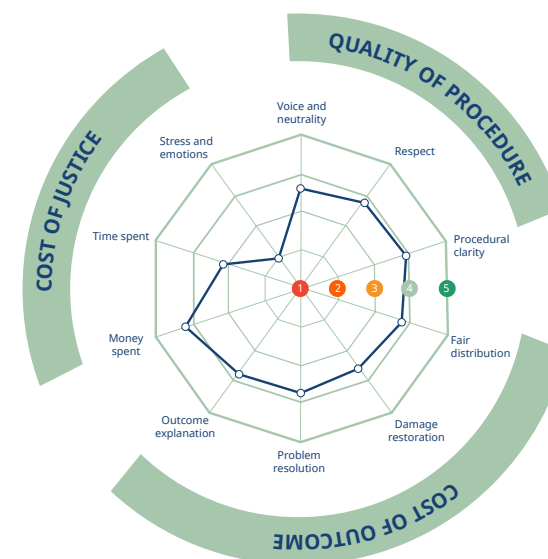 QUALITY OF PROCEDURE
COST OF JUSTICE
COST OF OUTCOME
Voice and
neutrality
Respect
Procedural
clarity
Fair
distribution
Damage
restoration
Problem
resolution
Outcome
explanation
Money
spent
Time spent
Stress and
emotions
1
2
3
4
5